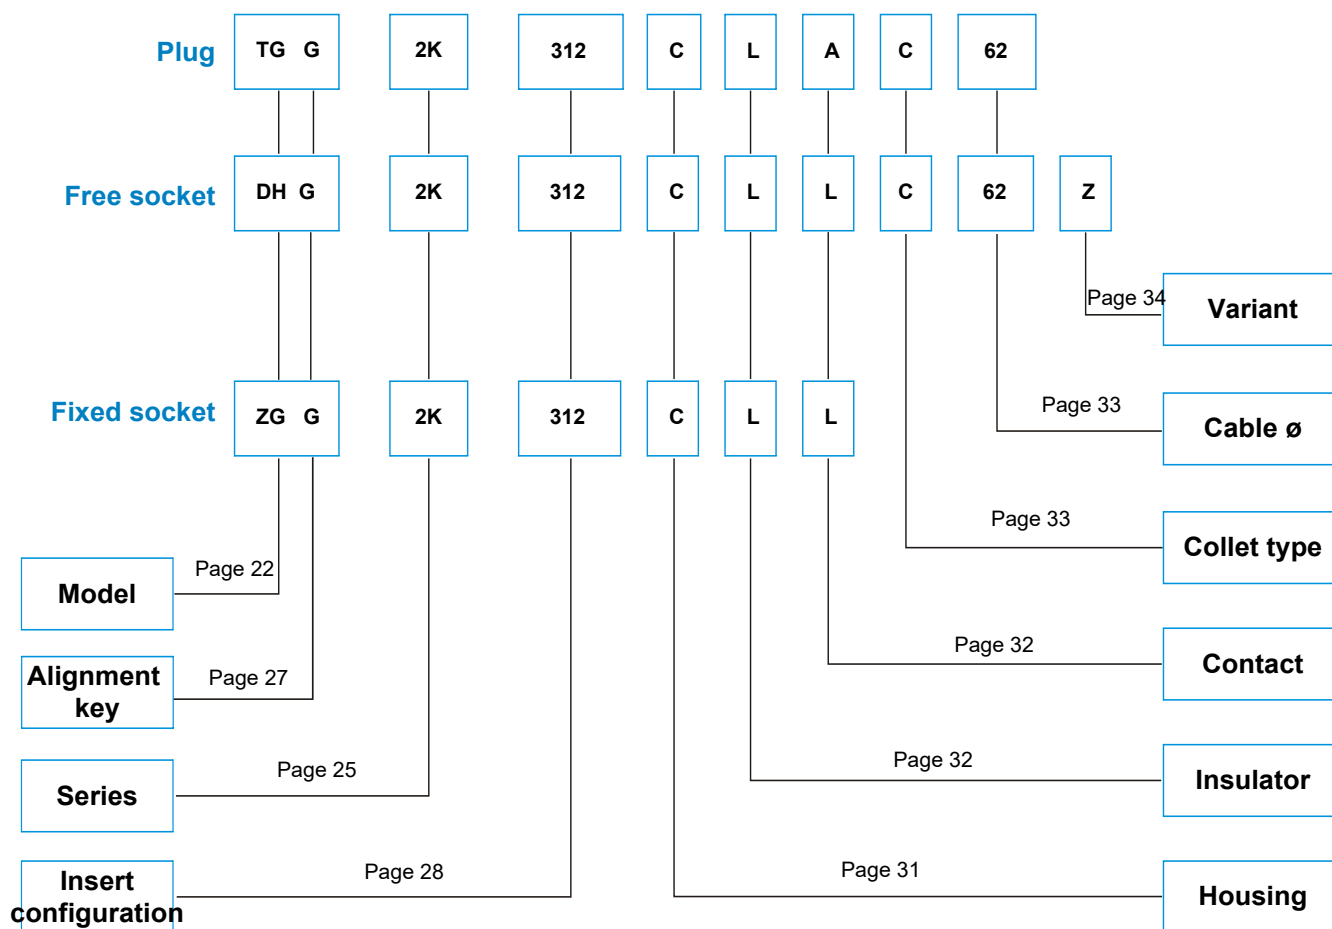 Plug TG G 2K 312 C L A C 62
Free socket DH G 2K 312 C L L C 62 Z
Page 34 Variant
Fixed socket ZG G 2K 312 C L L
Page 33 Cable ø
Page 33 Collet type
Model Page 22
Page 32 Contact
Alignment
key
Page 27
Series Page 25
Page 32 Insulator
Insert
configuration
Page 28
Page 31 Housing